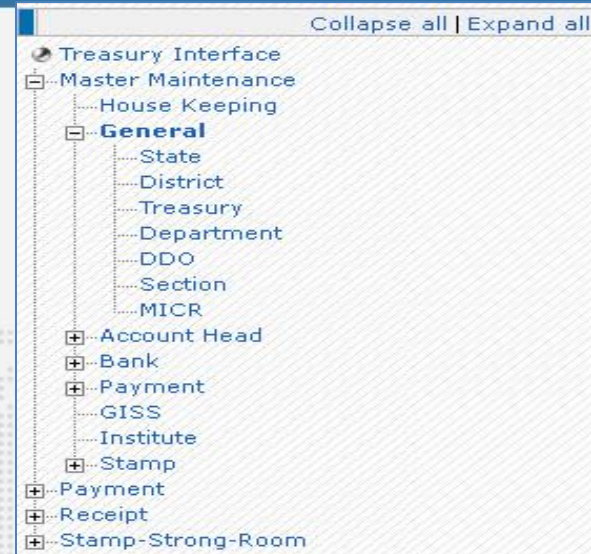 Collapse all | Expand all
Treasury Interface
Master Maintenance
House Keeping
General
State
District
Treasury
Department
DDO
Section
MICR
Account Head
Bank
Payment
GISS
Institute
Stamp
Payment
Receipt
Stamp-Strong-Room